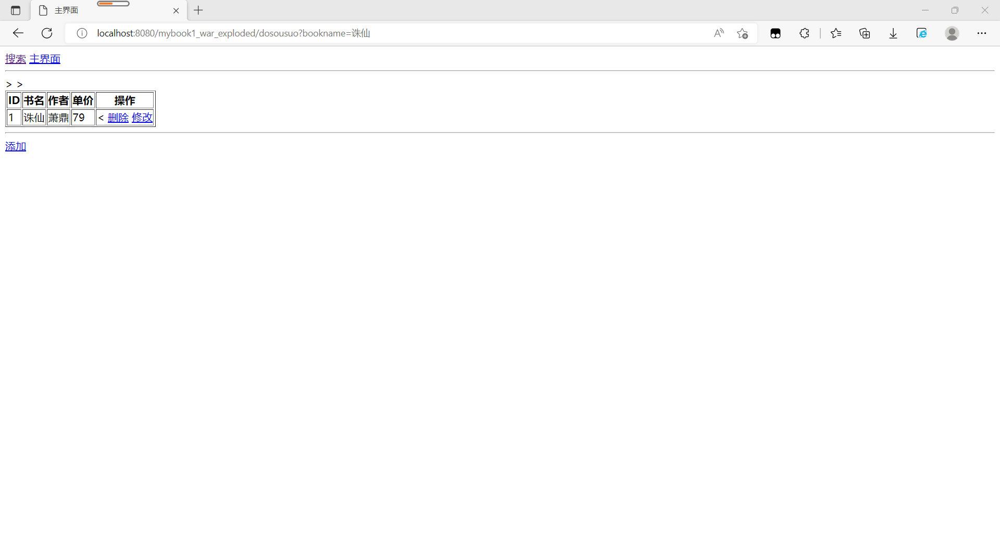 主界面
localhost:8080/mybook1_war_exploded/dosousuo?bookname=诛仙
搜索 主界面
> >
ID 书名 作者 单价 操作
1 诛仙 萧鼎 79 < 删除 修改
添加